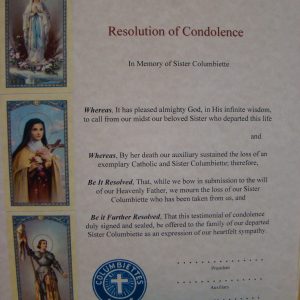 Resolution of Condolence
In Memory of Sister Columbiette
Whereas, It has pleased almighty God, in His infinite wisdom,
to call from our midst our beloved Sister who departed this life
and
Whereas, By her death our auxiliary sustained the loss of an
exemplary Catholic and Sister Columbiette; therefore,
Be It Resolved, That, while we bow in submission to the will
of our Heavenly Father, we mourn the loss of our Sister
Columbiette who has been taken from us, and
Be it Further Resolved, That this testimonial of condolence
duly signed and sealed, be offered to the family of our departed
Sister Columbiette as an expression of our heartfelt sympathy.
President
Auxiliary
COLUMBIETTES